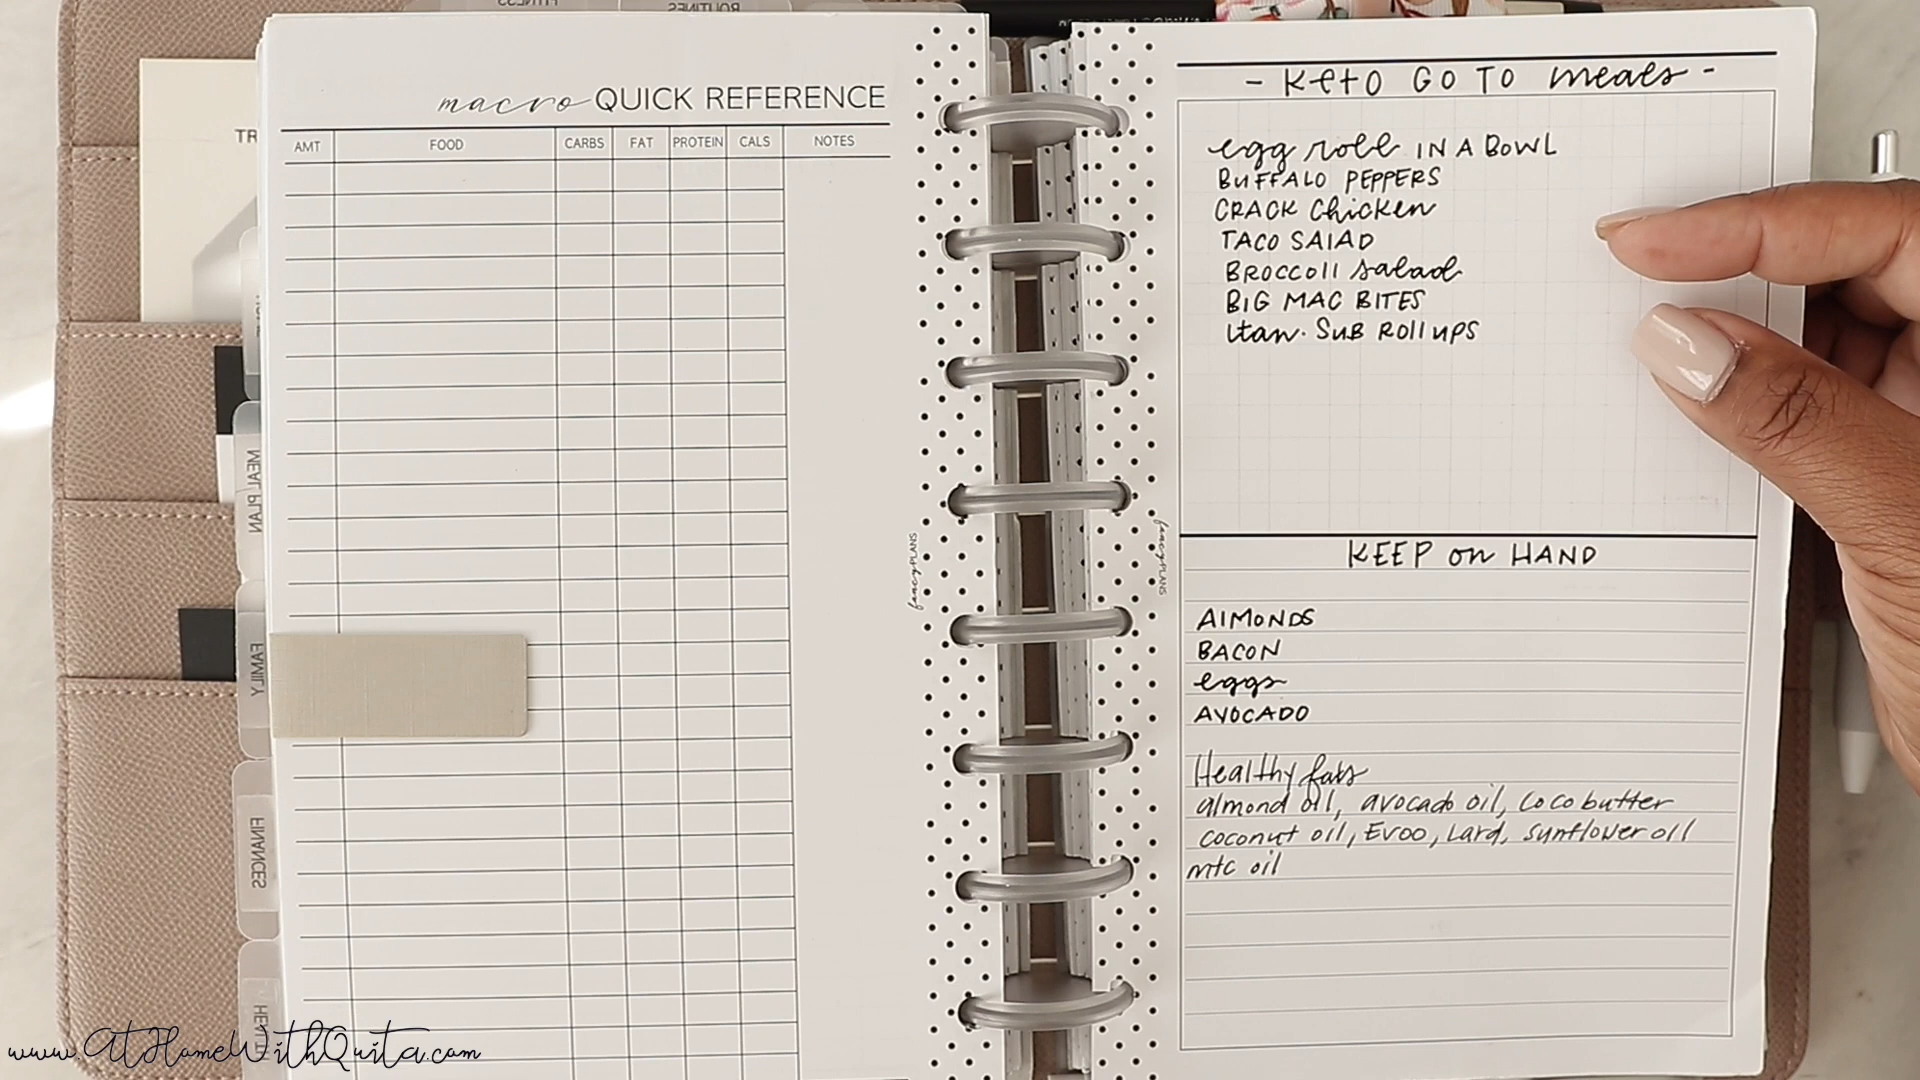 FITNESS
ROUTINES
TR
macro QUICK REFERENCE
AMT FOOD CARBS FAT PROTEIN CALS NOTES
MEAL PLAN
FAMILY
FINANCES
fancyPLANS
www.AtHomeWithQuita.com
- Keto GO TO meals -
egg roll IN A BOWL
BUFFALO PEPPERS
CRACK Chicken
TACO SALAD
BROCCOLI salad
BIG MAC BITES
Itan. SUB ROLL UPS
KEEP on HAND
ALMONDS
BACON
eggs
AVOCADO
Healthy fats
almond oil, avocado oil, coco butter
coconut oil, EVOO, Lard, sunflower oil
mtc oil
fancyPLANS